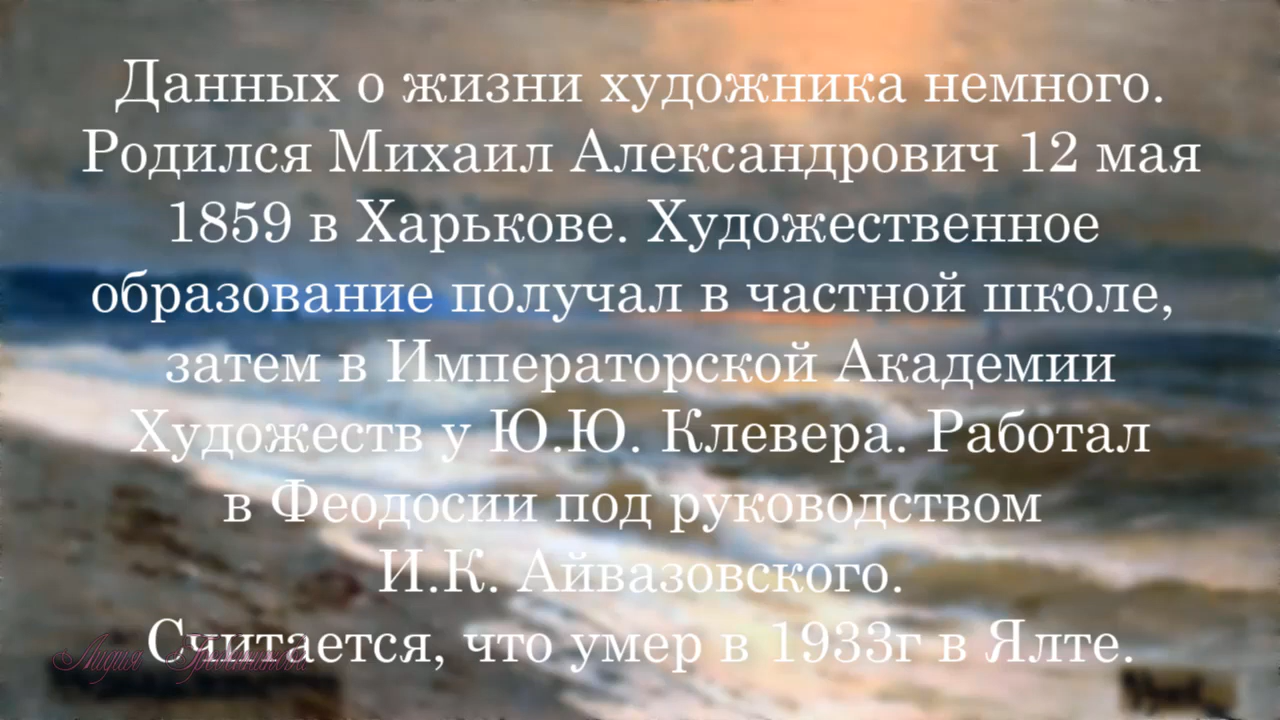 Данных о жизни художника немного.
Родился Михаил Александрович 12 мая
1859 в Харькове. Художественное
образование получал в частной школе,
затем в Императорской Академии
Художеств у Ю.Ю. Клевера. Работал
в Феодосии под руководством
И.К. Айвазовского.
Считается, что умер в 1933г в Ялте.
Лидия